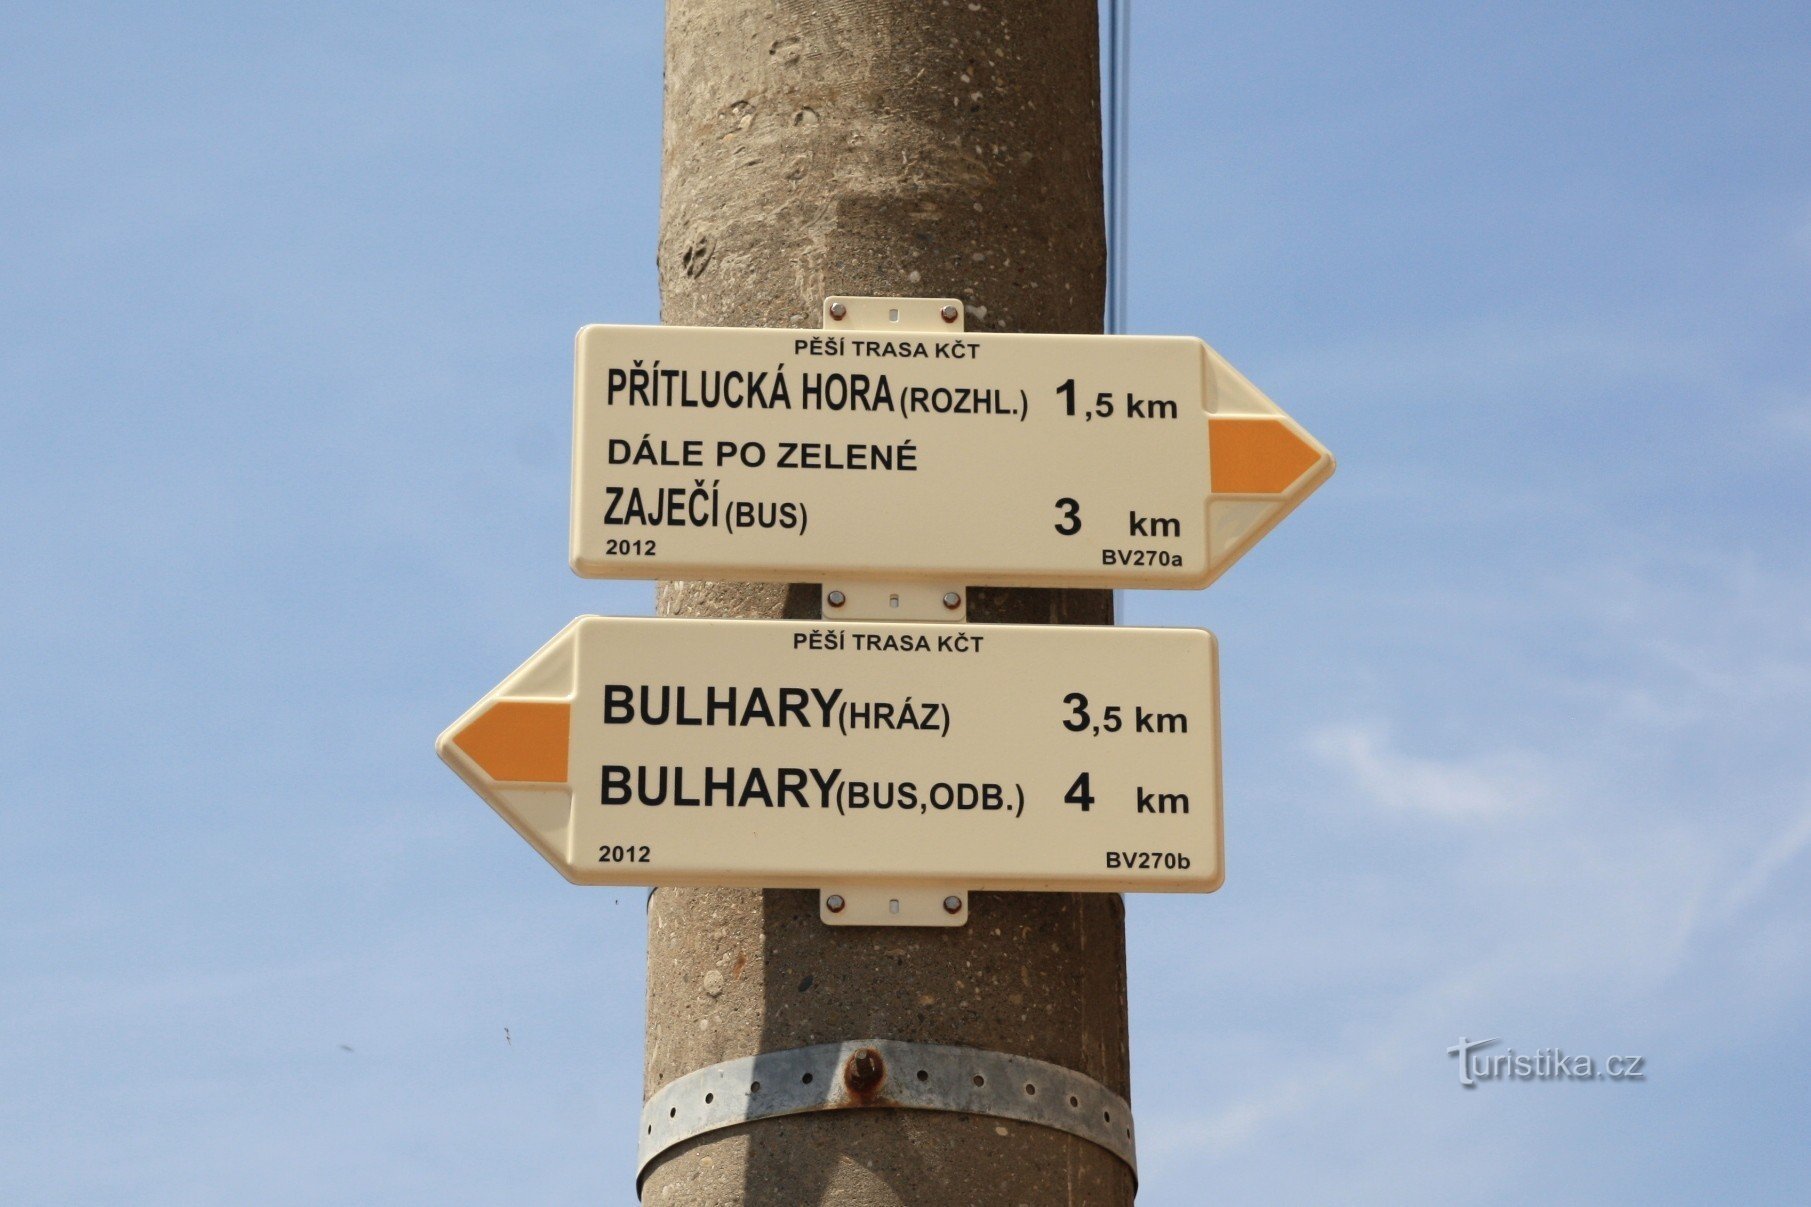 PĚŠÍ TRASA KČT
PŘÍTLUCKÁ HORA (ROZHL.) 1,5 km
DÁLE PO ZELENÉ
ZAJEČÍ (BUS) 3 km
2012 BV270a
PĚŠÍ TRASA KČT
BULHARY (HRÁZ) 3,5 km
BULHARY (BUS,ODB.) 4 km
2012 BV270b
Turistika.cz